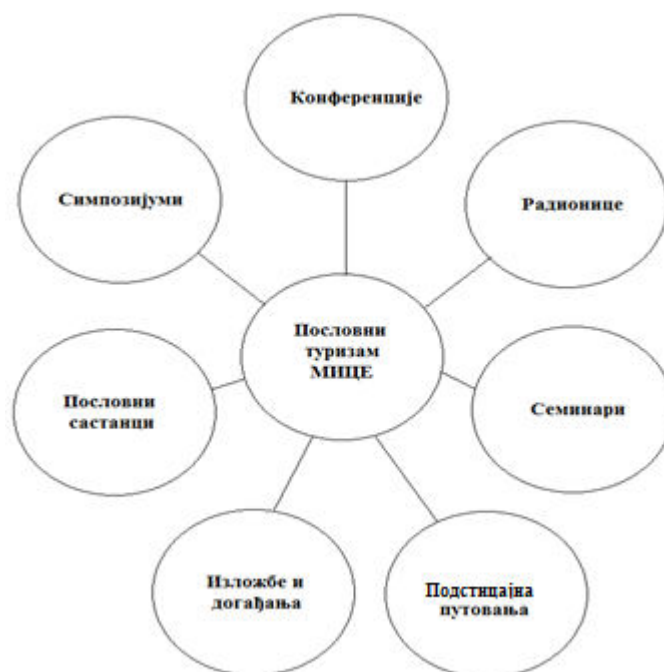 Конференције
Симпозијуми
Радионице
Пословни
туризам
МИЦЕ
Пословни
састанци
Семинари
Изложбе и
догађања
Подстицајна
путовања